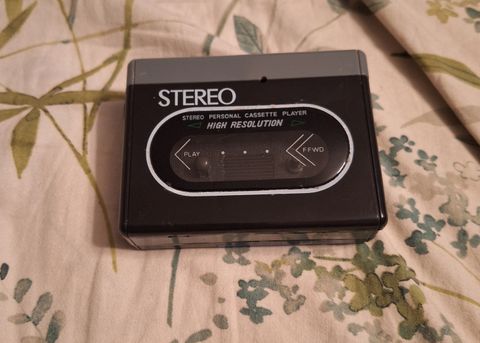 STEREO
STEREO PERSONAL CASSETTE PLAYER
HIGH RESOLUTION
PLAY
F.FWD